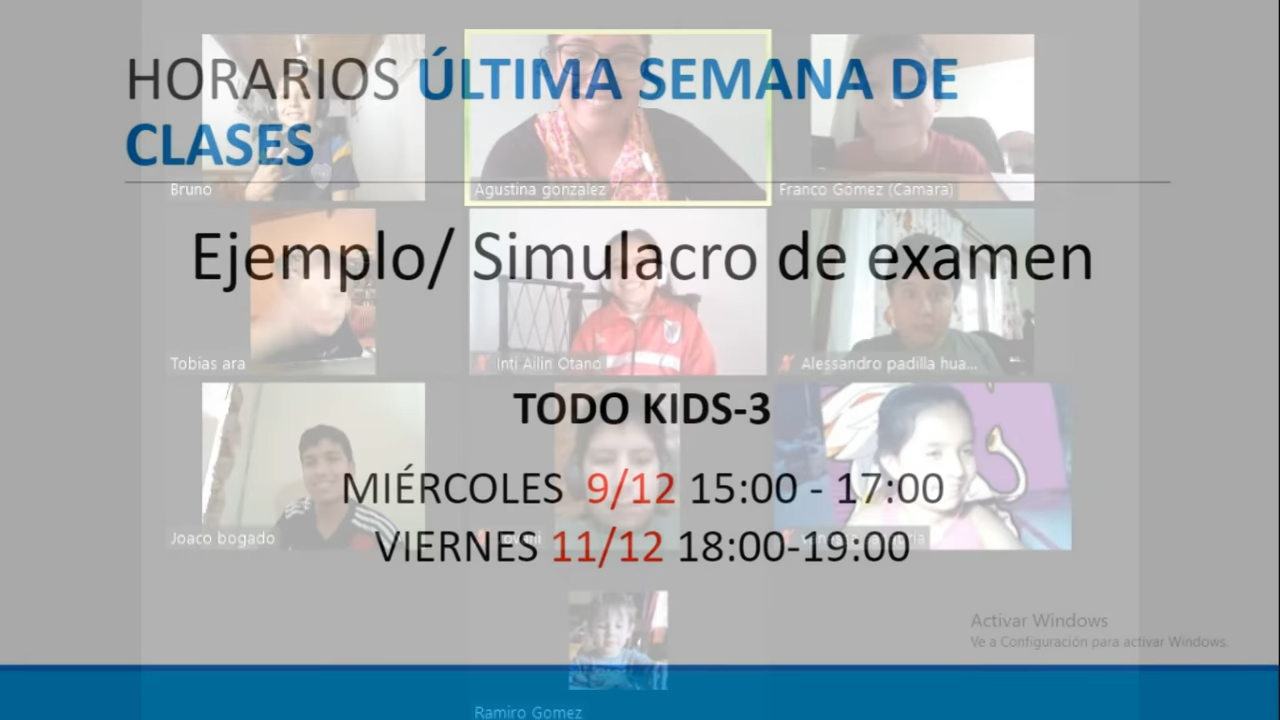 HORARIOS ÚLTIMA SEMANA DE
CLASES
Bruno
Agustina gonzalez
Franco Gómez (Camara)
Ejemplo/ Simulacro de examen
Tobias ara
Inti Ailin Otano
Alessandro padilla hua...
TODO KIDS-3
MIÉRCOLES 9/12 15:00 - 17:00
Joaco bogado
VIERNES 11/12 18:00-19:00
Activar Windows
Ve a Configuración para activar Windows.
Ramiro Gomez